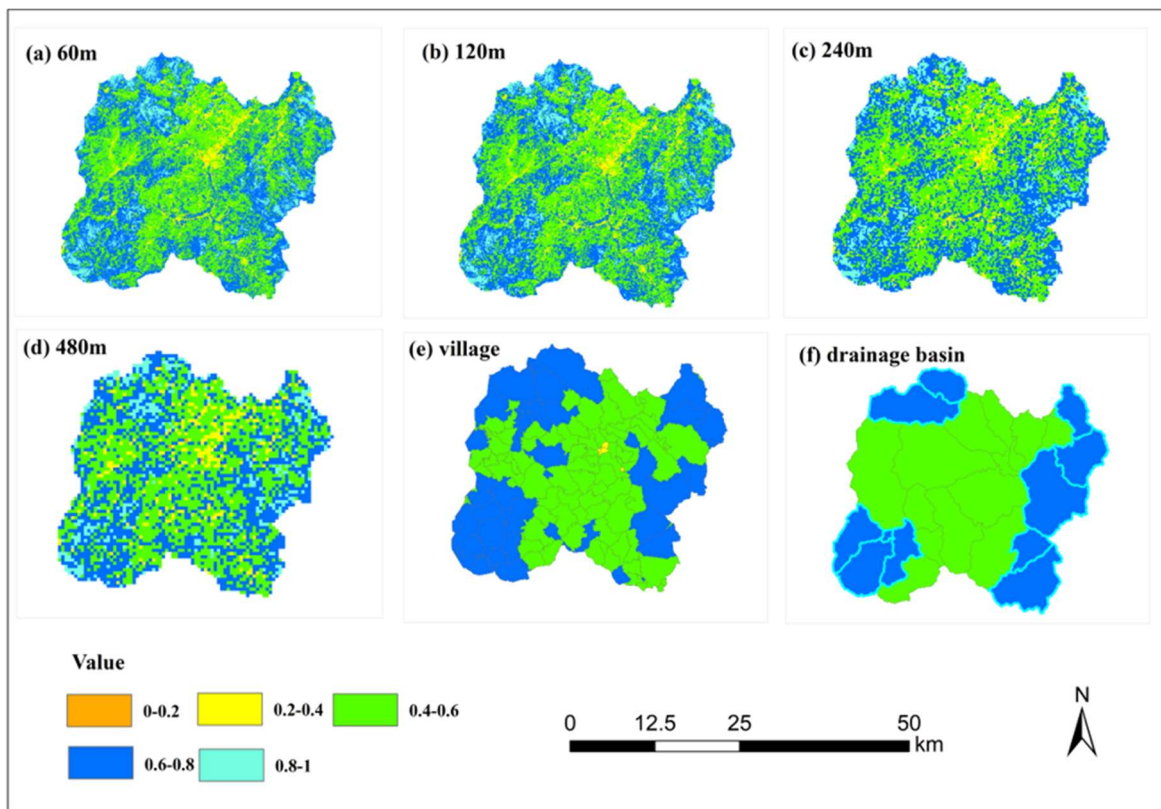 (a) 60m
(b) 120m
(c) 240m
(d) 480m
(e) village
(f) drainage basin
Value
0-0.2
0.2-0.4
0.4-0.6
0.6-0.8
0.8-1
0 12.5 25 50
km
N